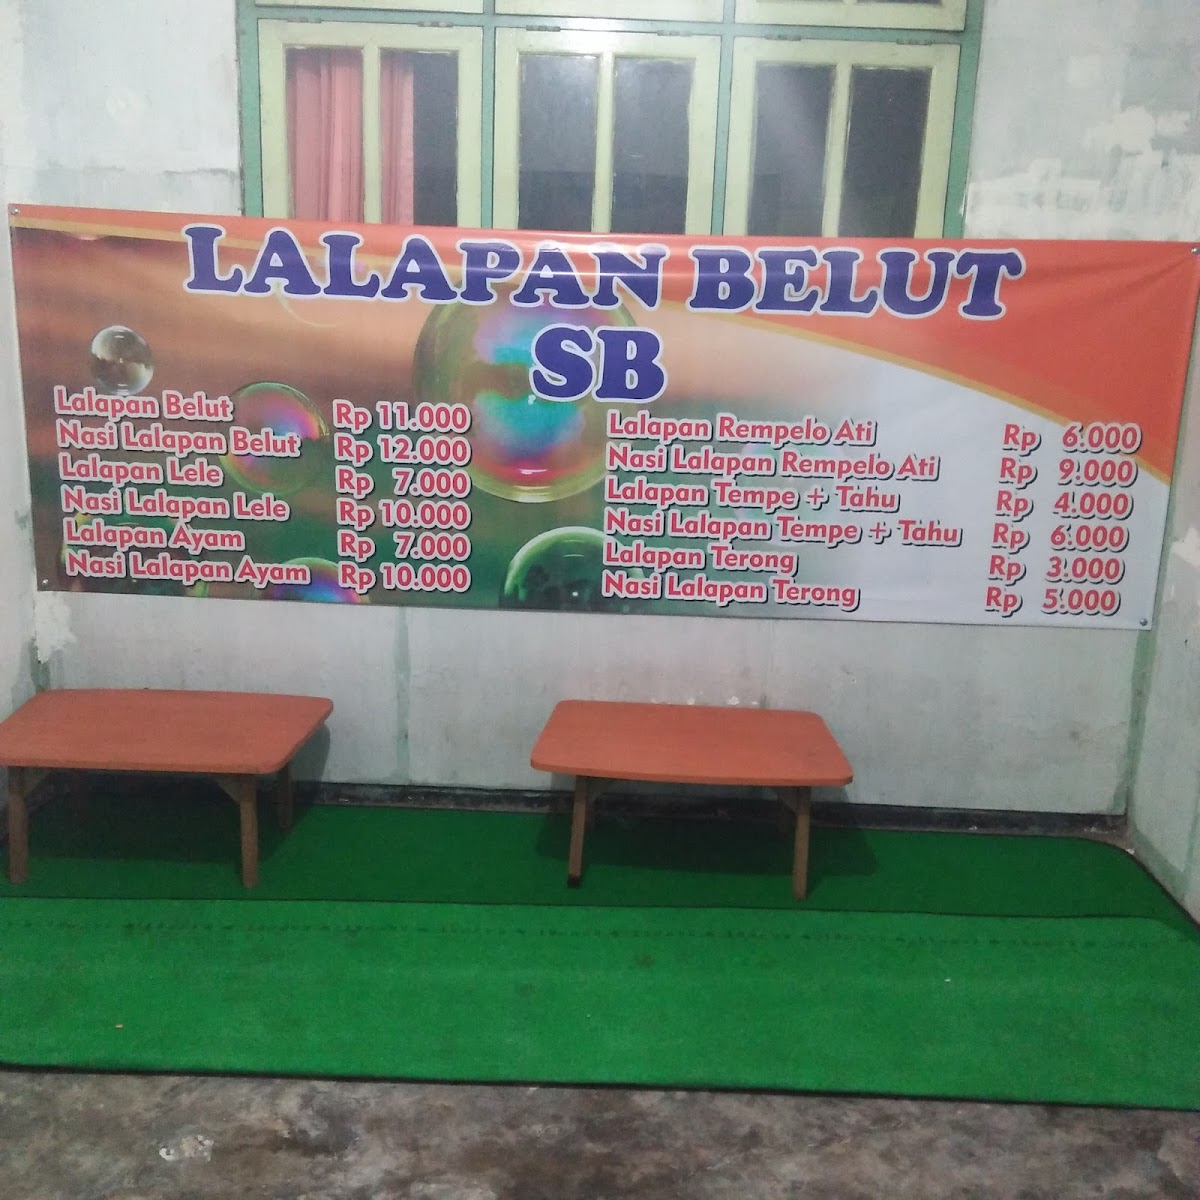 LALAPAN BELUT
SB
Lalapan Belut Rp 11.000
Nasi Lalapan Belut Rp 12.000
Lalapan Lele Rp 7.000
Nasi Lalapan Lele Rp 10.000
Lalapan Ayam Rp 7.000
Nasi Lalapan Ayam Rp 10.000
Lalapan Rempelo Ati Rp 6.000
Nasi Lalapan Rempelo Ati Rp 9.000
Lalapan Tempe + Tahu Rp 4.000
Nasi Lalapan Tempe + Tahu Rp 6.000
Lalapan Terong Rp 3.000
Nasi Lalapan Terong Rp 5.000